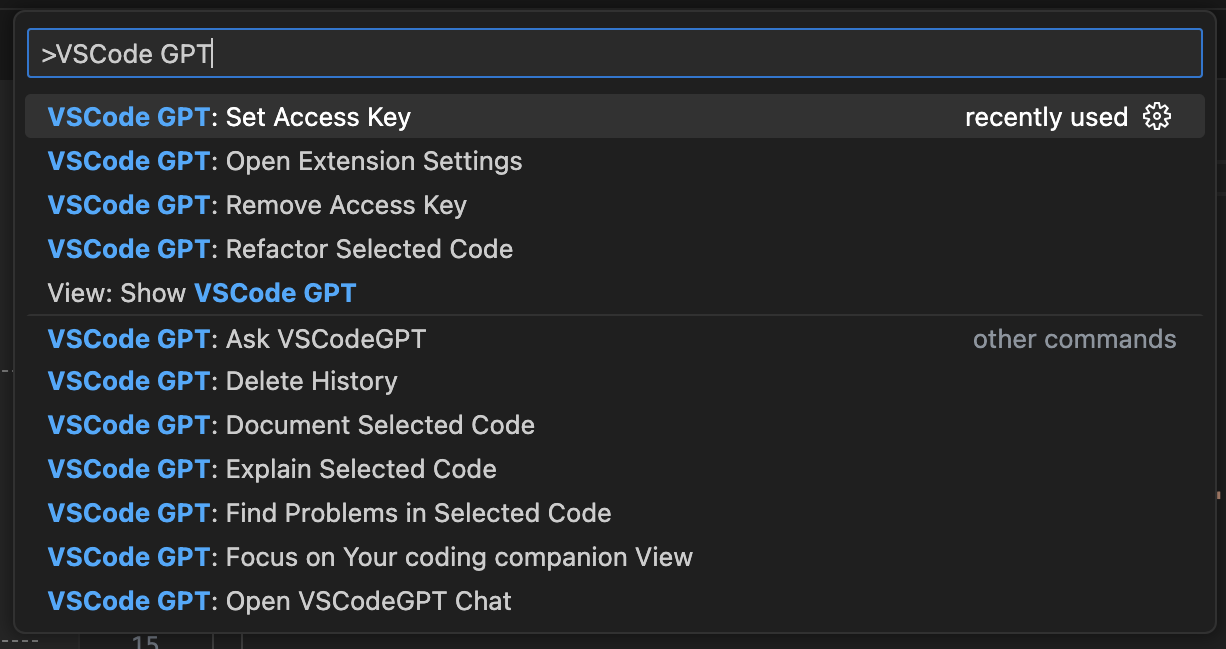 >VSCode GPT
VSCode GPT: Set Access Key recently used
VSCode GPT: Open Extension Settings
VSCode GPT: Remove Access Key
VSCode GPT: Refactor Selected Code
View: Show VSCode GPT
VSCode GPT: Ask VSCodeGPT other commands
VSCode GPT: Delete History
VSCode GPT: Document Selected Code
VSCode GPT: Explain Selected Code
VSCode GPT: Find Problems in Selected Code
VSCode GPT: Focus on Your coding companion View
VSCode GPT: Open VSCodeGPT Chat
15